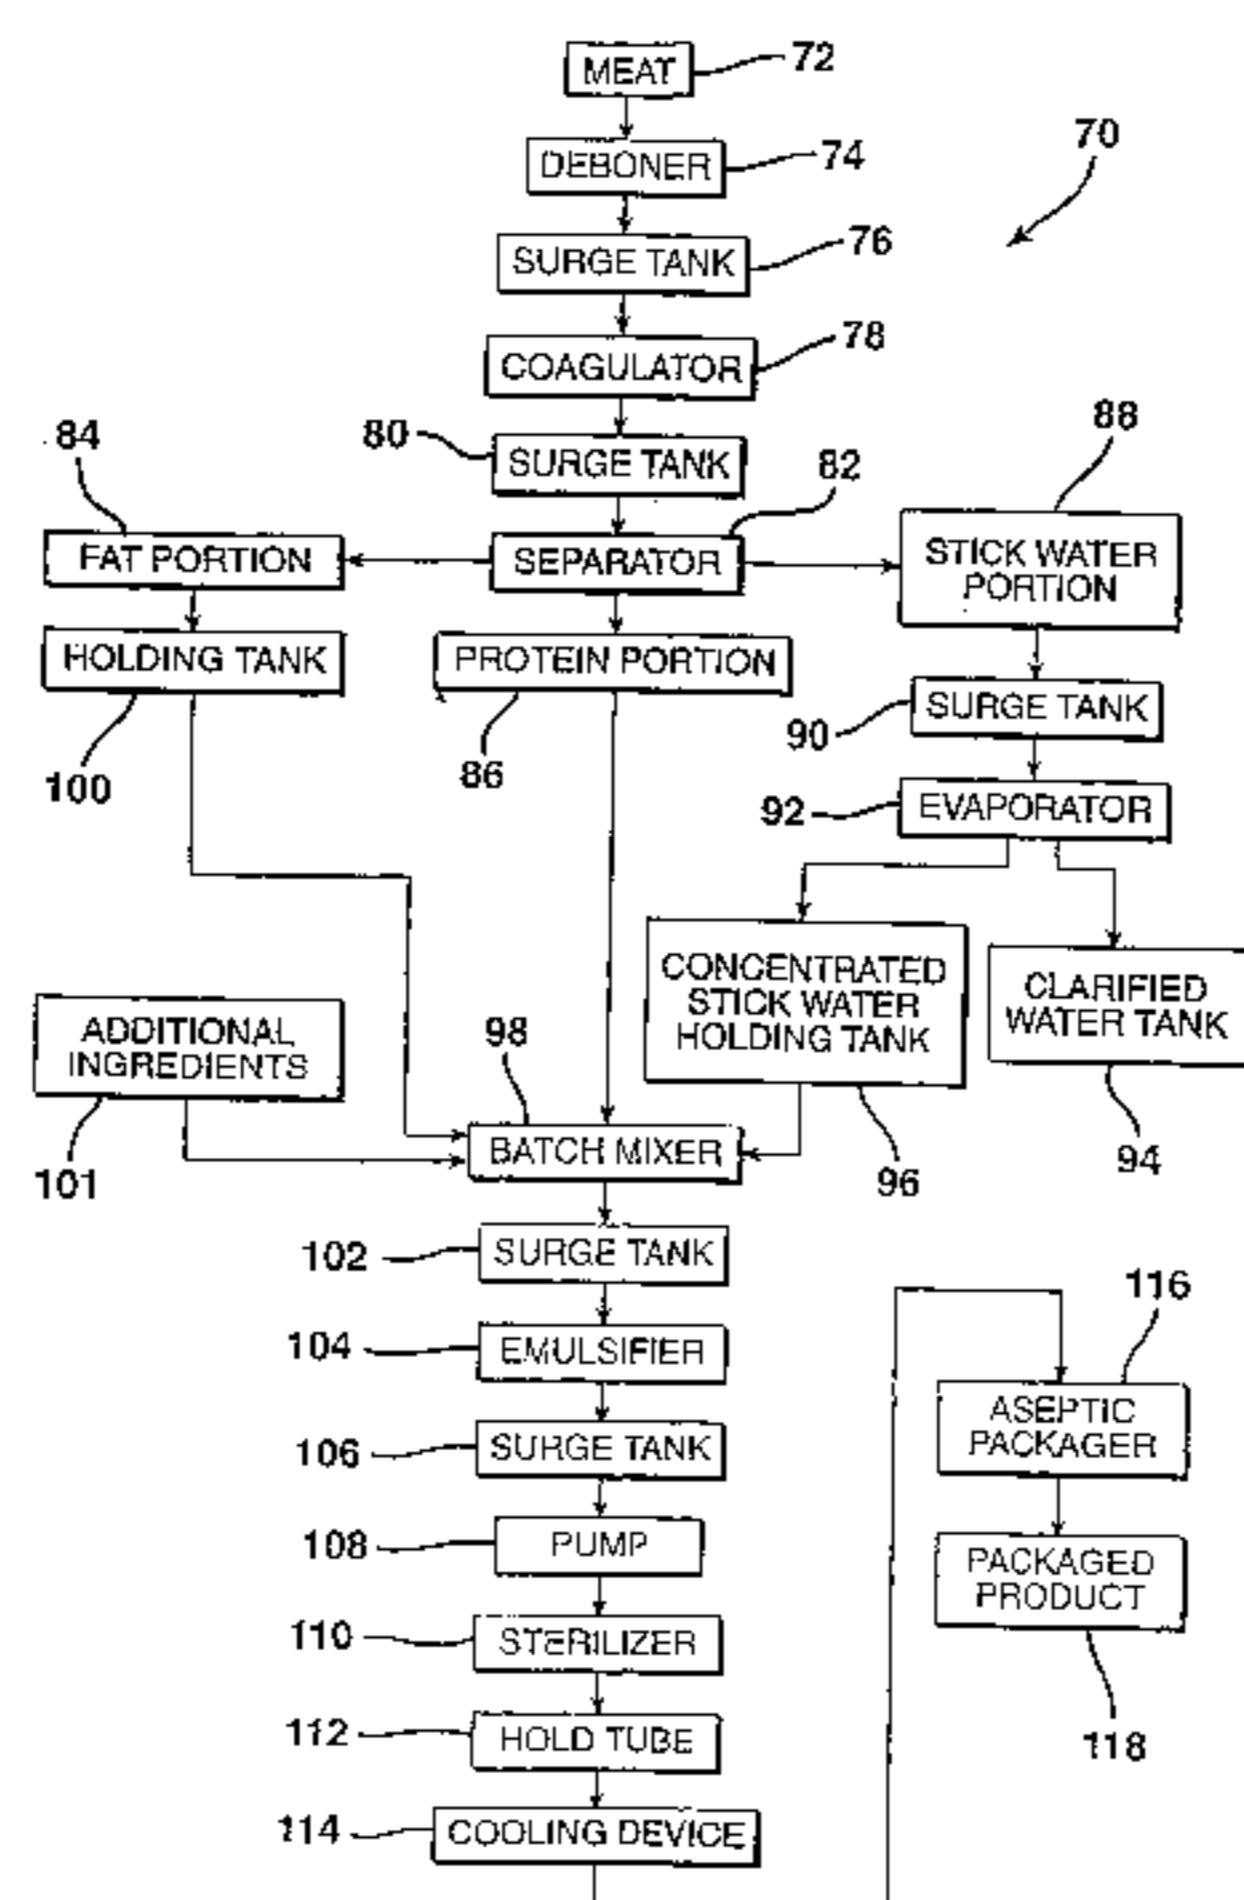 MEAT
72
70
DEBONER
74
SURGE TANK
76
COAGULATOR
78
84
80
SURGE TANK
82
88
FAT PORTION
SEPARATOR
STICK WATER
PORTION
HOLDING TANK
PROTEIN PORTION
SURGE TANK
90
100
86
92
EVAPORATOR
CONCENTRATED
STICK WATER
HOLDING TANK
CLARIFIED
WATER TANK
ADDITIONAL
INGREDIENTS
98
101
BATCH MIXER
96
94
102
SURGE TANK
116
104
EMULSIFIER
ASEPTIC
PACKAGER
106
SURGE TANK
108
PUMP
PACKAGED
PRODUCT
110
STERILIZER
112
HOLD TUBE
118
114
COOLING DEVICE